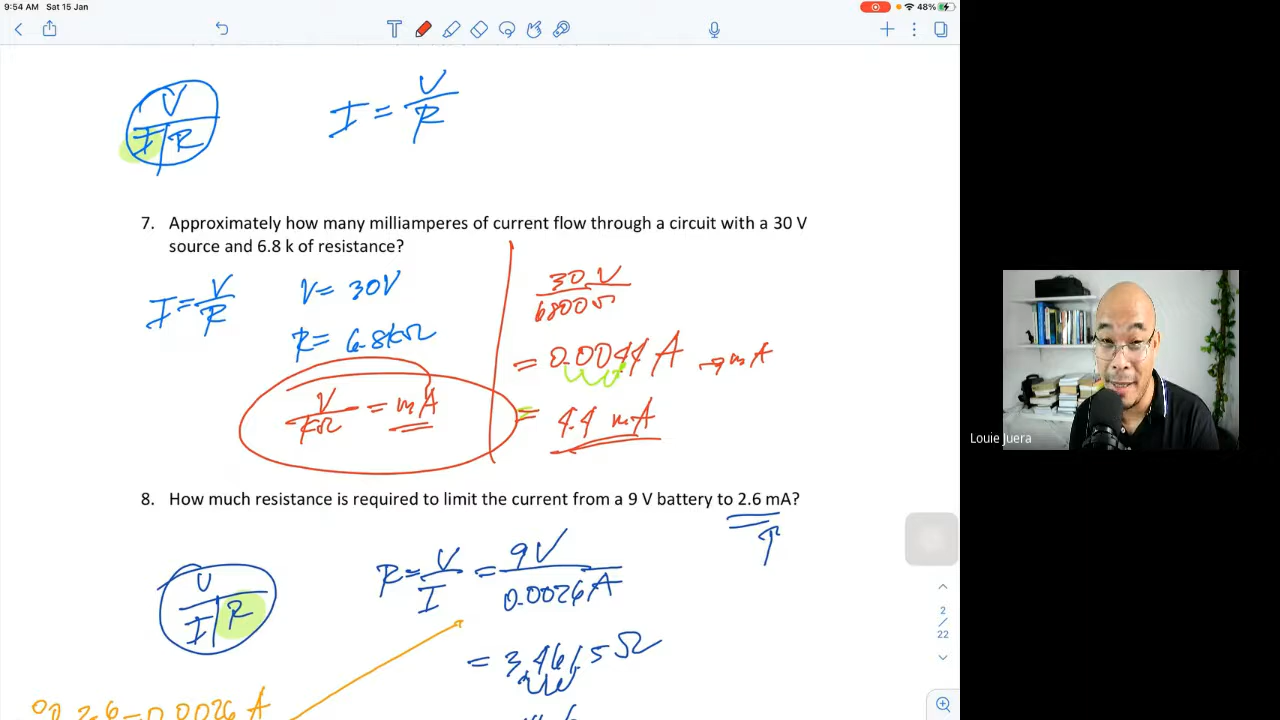 9:54 AM Sat 15 Jan
48%
V
I R
I = V/R
7. Approximately how many milliamperes of current flow through a circuit with a 30 V
source and 6.8 k of resistance?
I = V/R
V = 30V
R = 6.8kΩ
V/kΩ = mA
30 V/6800Ω
= 0.0044 A → mA
= 4.4 mA
Louie Juera
8. How much resistance is required to limit the current from a 9 V battery to 2.6 mA?
V
I R
R = V/I = 9V/0.0026A
= 3,461.5 Ω
2.6 = 0.0026 A
2
/
22